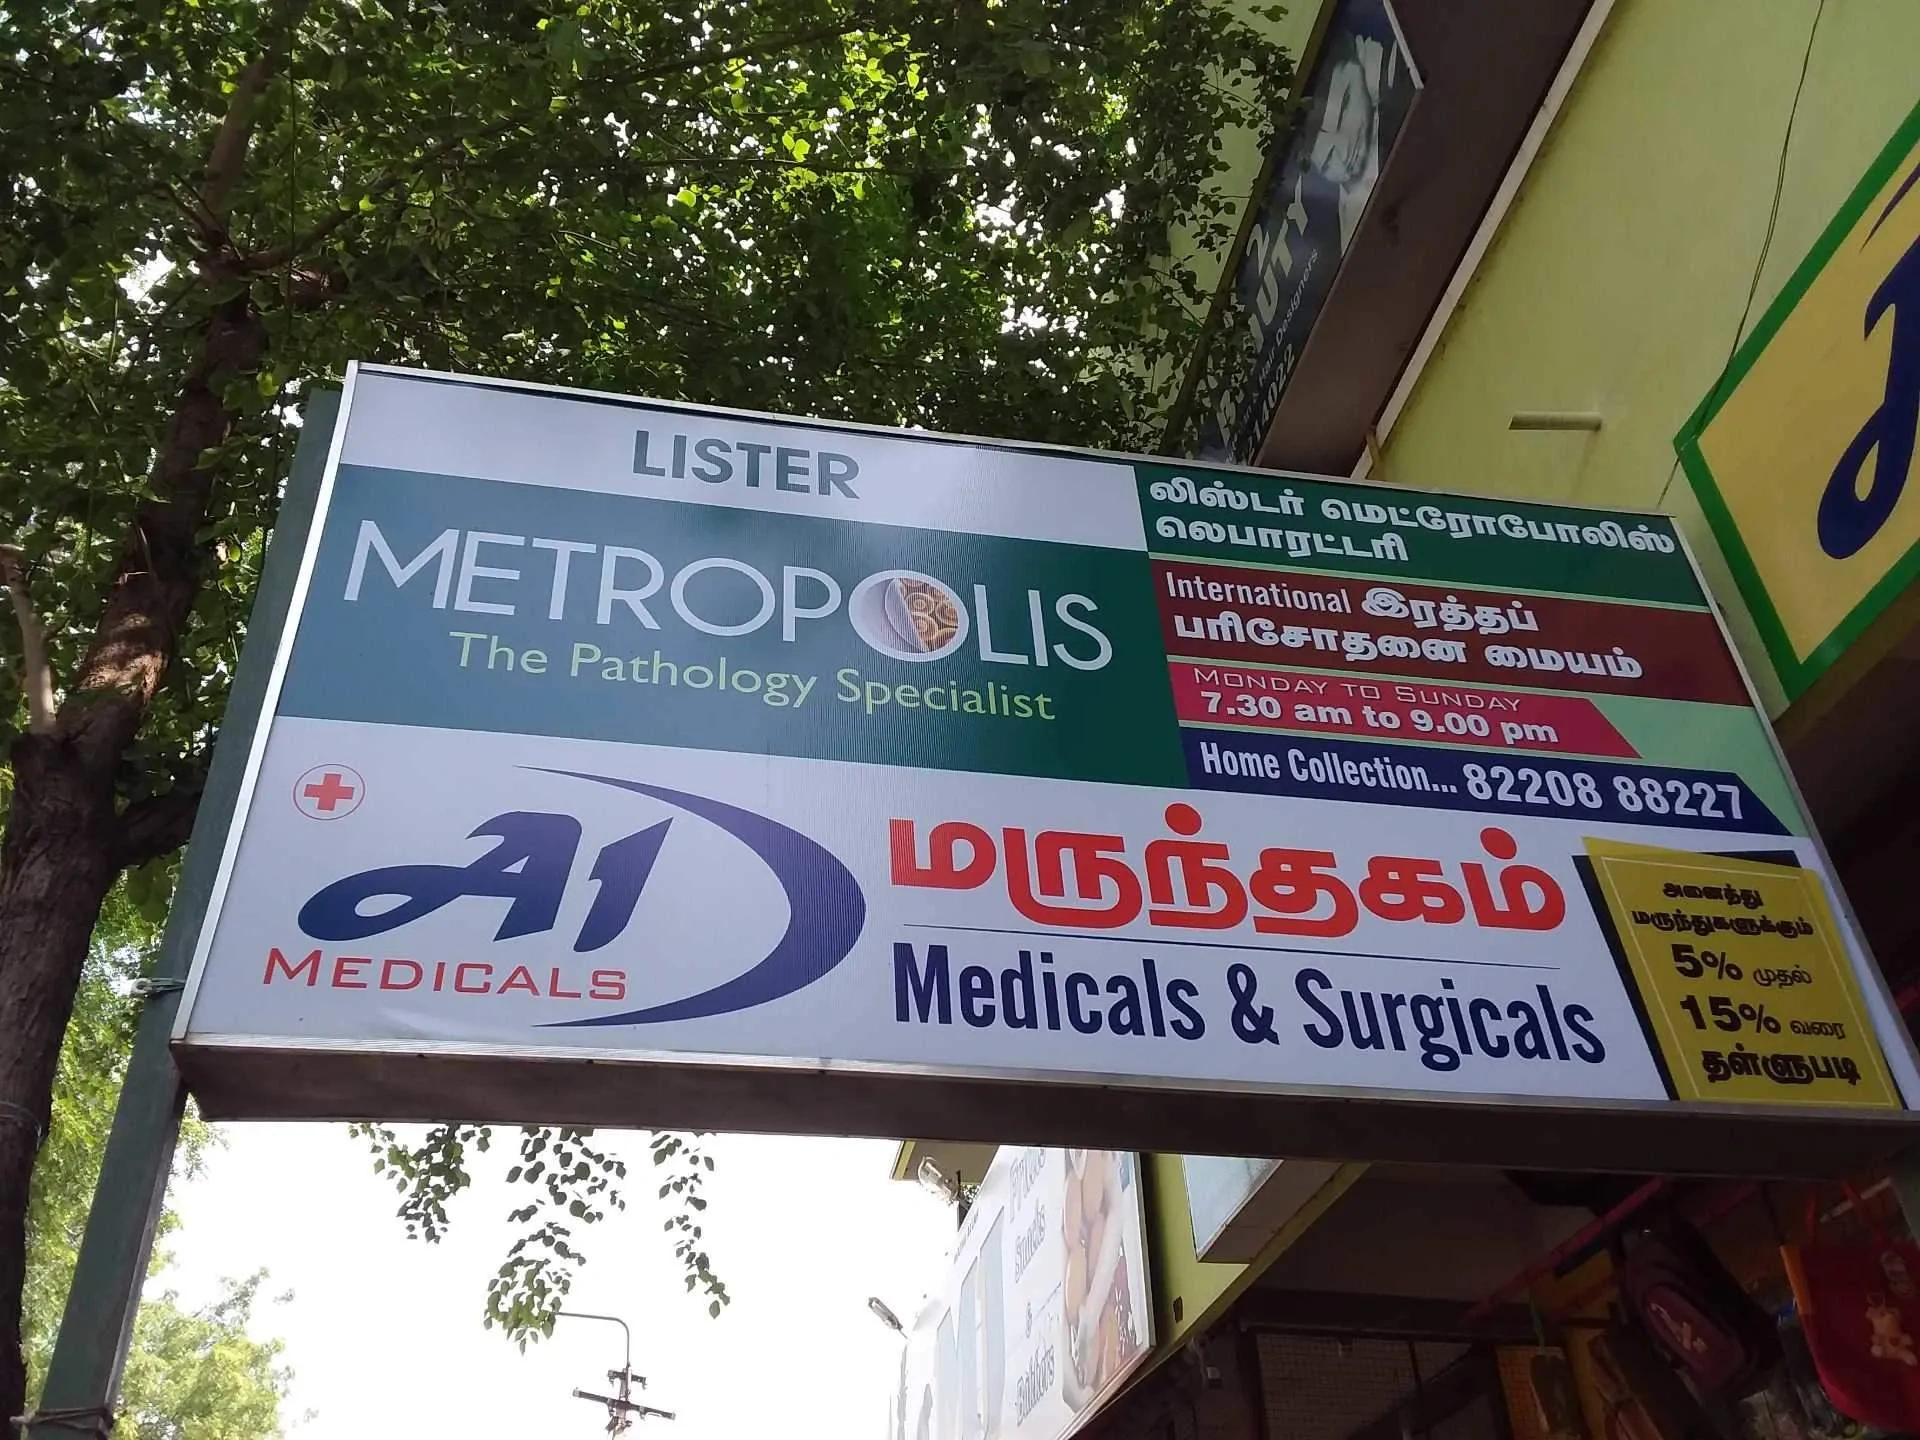 LISTER
METROPOLIS
The Pathology Specialist
லிஸ்டர் மெட்ரோபோலிஸ்
லெபாரட்டரி
International இரத்தப்
பரிசோதனை மையம்
MONDAY TO SUNDAY
7.30 am to 9.00 pm
Home Collection... 82208 88227
A1
MEDICALS
மருந்தகம்
Medicals & Surgicals
அனைத்து
மருந்துகளுக்கும்
5% முதல்
15% வரை
தள்ளுபடி
Hair Designers